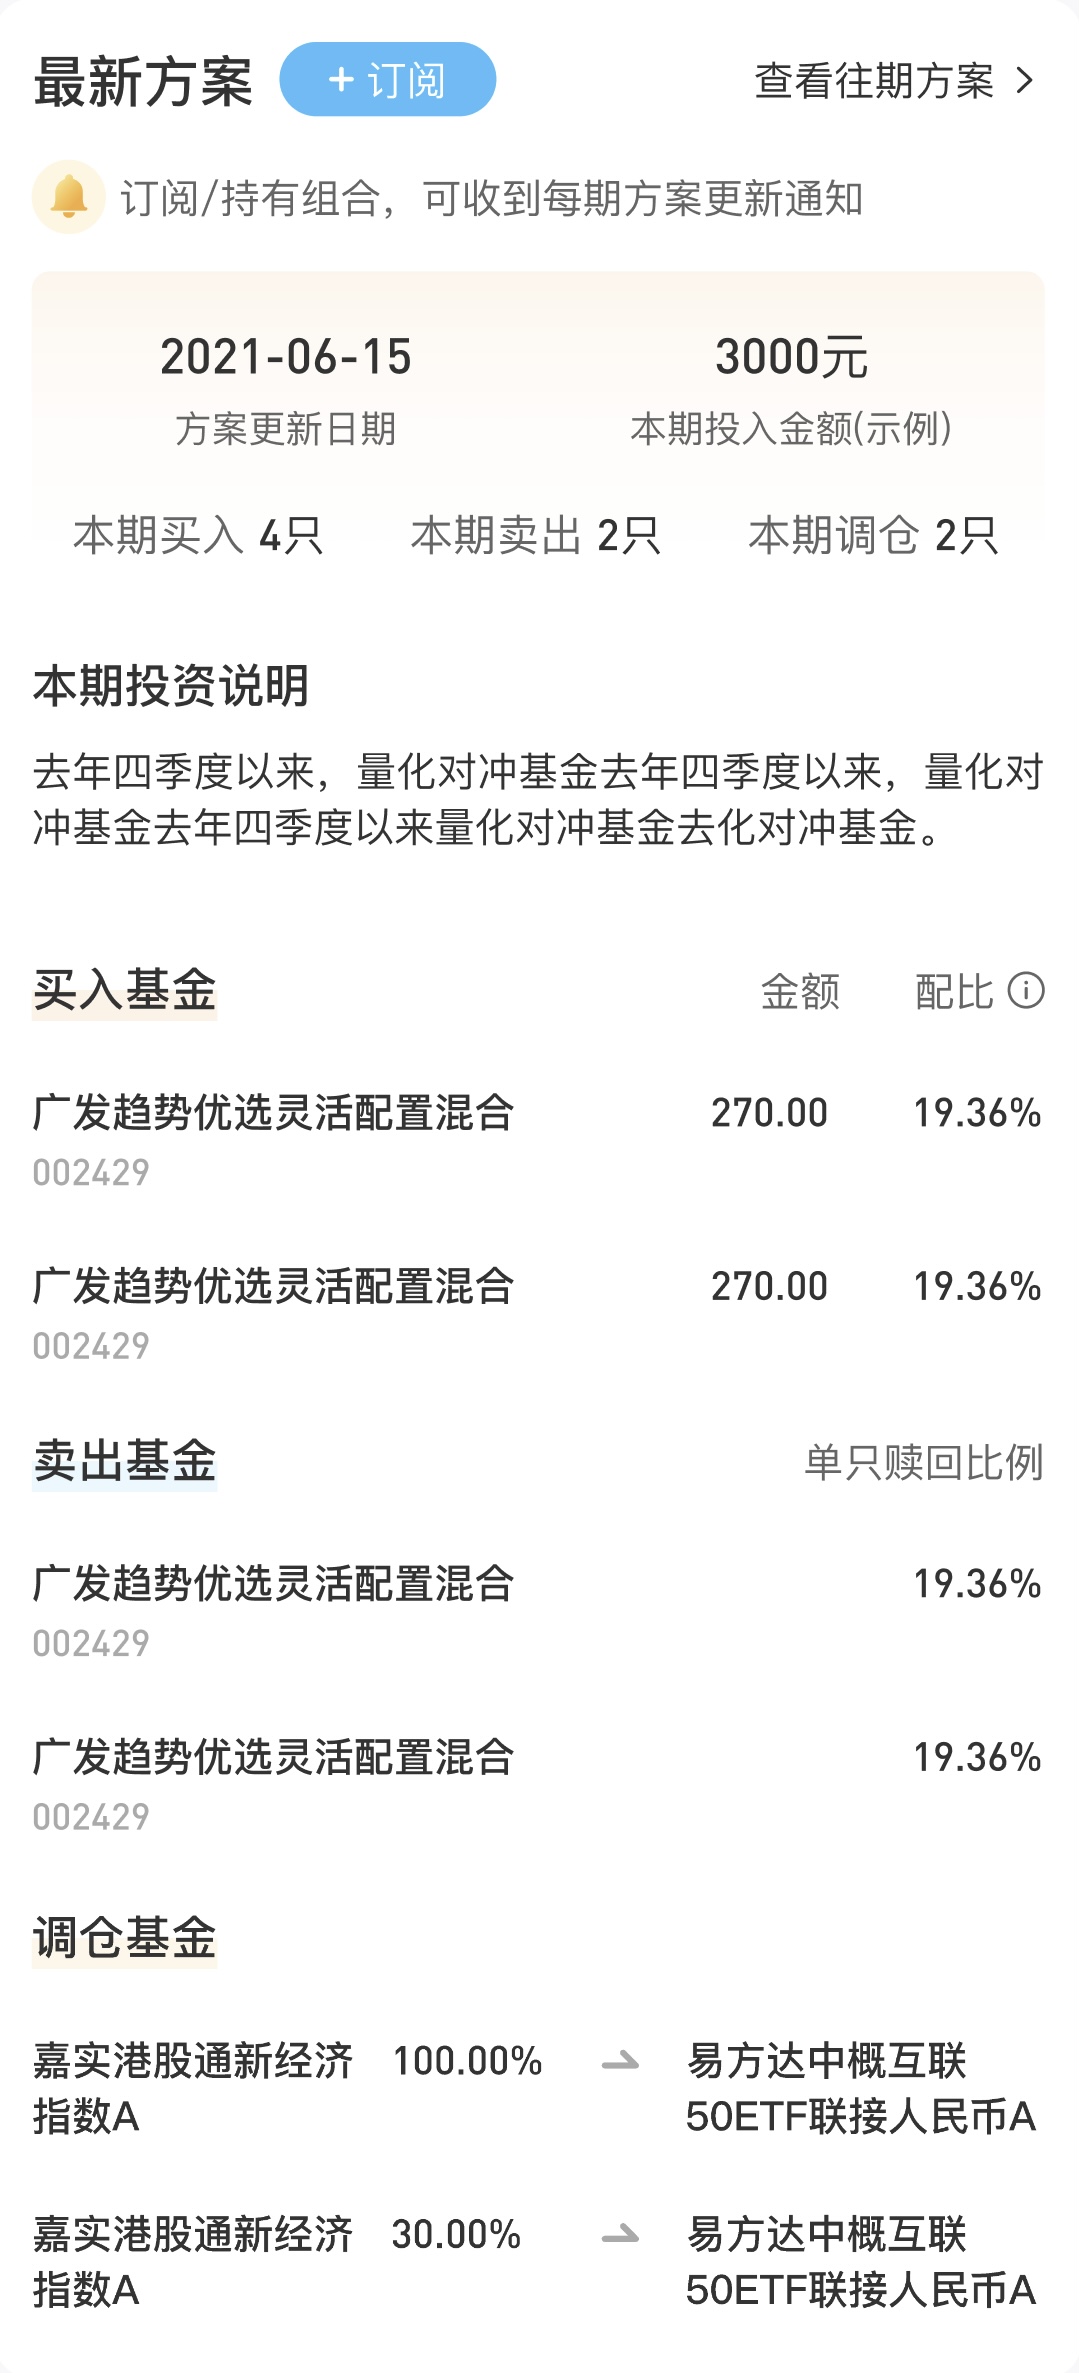 最新方案 + 订阅 查看往期方案 >
订阅/持有组合，可收到每期方案更新通知
2021-06-15 3000元
方案更新日期 本期投入金额(示例)
本期买入 4只 本期卖出 2只 本期调仓 2只
本期投资说明
去年四季度以来，量化对冲基金去年四季度以来，量化对
冲基金去年四季度以来量化对冲基金去化对冲基金。
买入基金 金额 配比
广发趋势优选灵活配置混合 270.00 19.36%
002429
广发趋势优选灵活配置混合 270.00 19.36%
002429
卖出基金 单只赎回比例
广发趋势优选灵活配置混合 19.36%
002429
广发趋势优选灵活配置混合 19.36%
002429
调仓基金
嘉实港股通新经济 100.00% 易方达中概互联
指数A 50ETF联接人民币A
嘉实港股通新经济 30.00% 易方达中概互联
指数A 50ETF联接人民币A